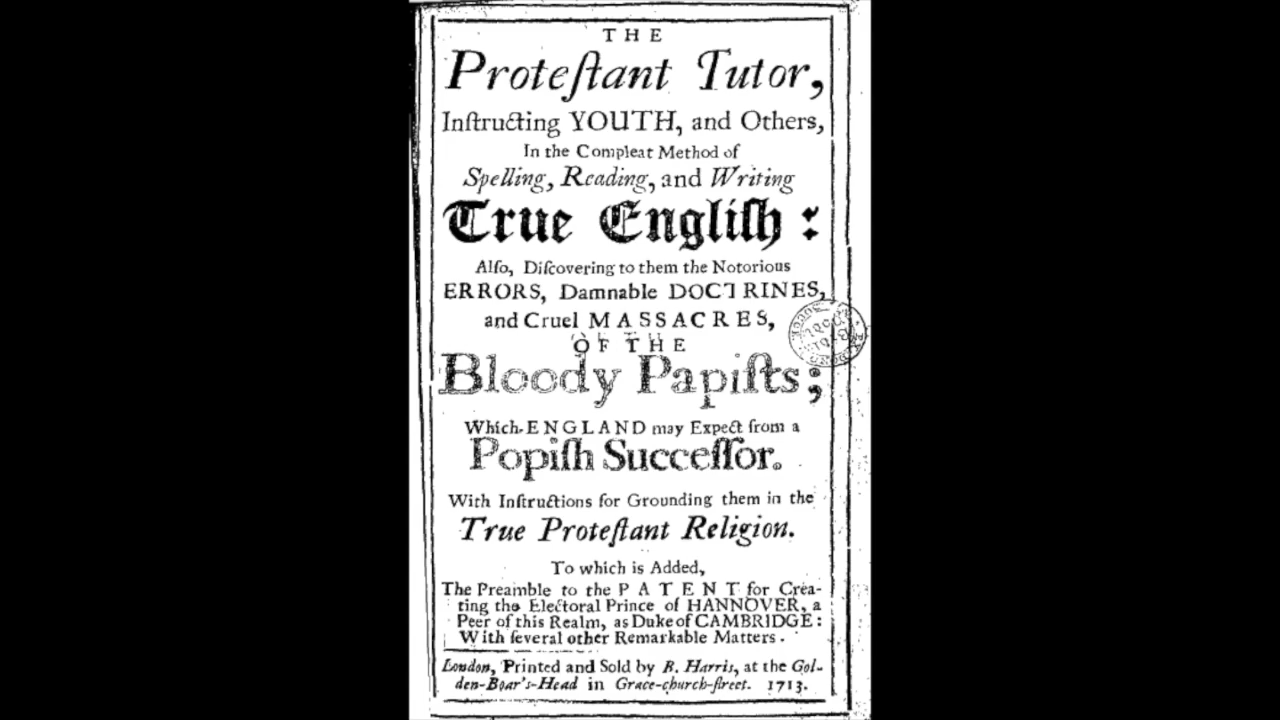 THE
Proteſtant Tutor,
Inſtructing YOUTH, and Others,
In the Compleat Method of
Spelling, Reading, and Writing
True Engliſh:
Alſo, Diſcovering to them the Notorious
ERRORS, Damnable DOCTRINES,
and Cruel MASSACRES,
OF THE
Bloody Papiſts;
Which ENGLAND may Expect from a
Popiſh Succeſſor.
With Inſtructions for Grounding them in the
True Proteſtant Religion.
To which is Added,
The Preamble to the PATENT for Crea-
ting the Electoral Prince of HANNOVER, a
Peer of this Realm, as Duke of CAMBRIDGE:
With ſeveral other Remarkable Matters.
London, Printed and Sold by R. Harris, at the Gol-
den-Boar's-Head in Grace-church-ſtreet. 1713.